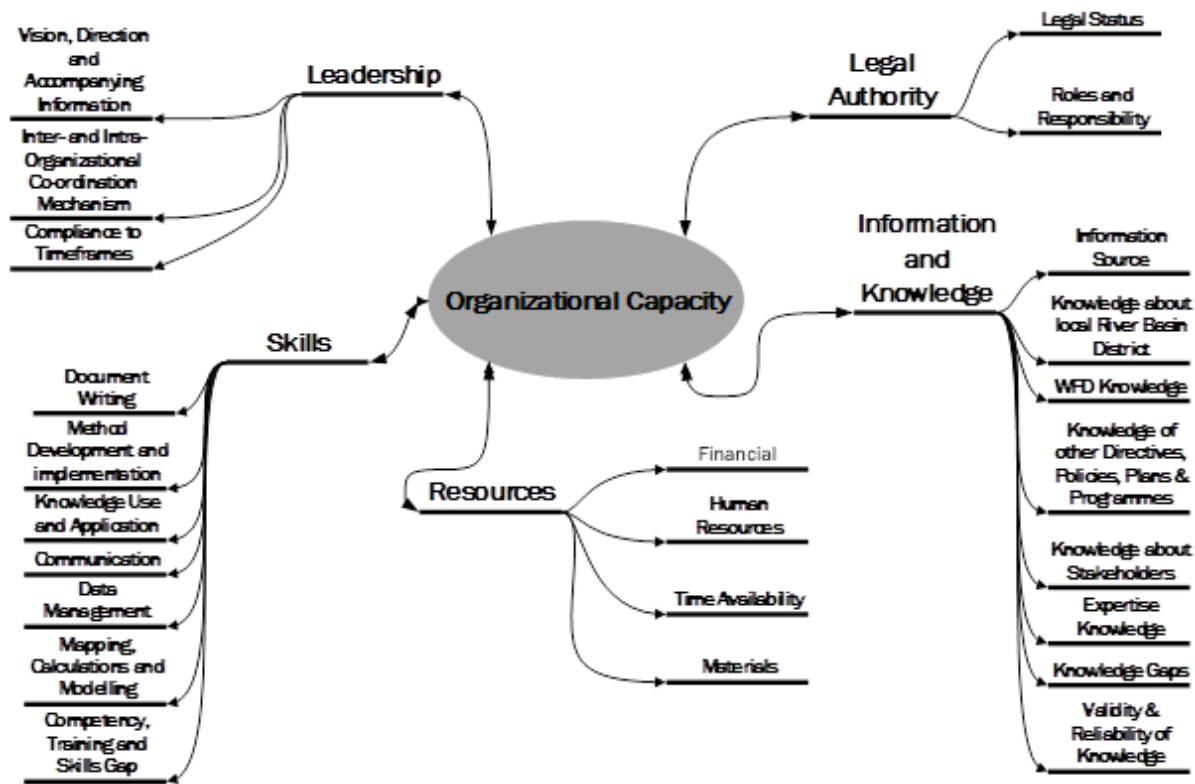 Vision, Direction
and
Accompanying
Information
Inter- and Intra-
Organizational
Co-ordination
Mechanism
Compliance to
Timeframes
Leadership
Legal
Authority
Legal Status
Roles and
Responsibility
Organizational Capacity
Information
and
Knowledge
Information
Source
Knowledge about
local River Basin
District
WFD Knowledge
Knowledge of
other Directives,
Policies, Plans &
Programmes
Knowledge about
Stakeholders
Expertise
Knowledge
Knowledge Gaps
Validity &
Reliability of
Knowledge
Skills
Document
Writing
Method
Development and
implementation
Knowledge Use
and Application
Communication
Data
Management
Mapping,
Calculations and
Modelling
Competency,
Training and
Skills Gap
Resources
Financial
Human
Resources
Time Availability
Materials